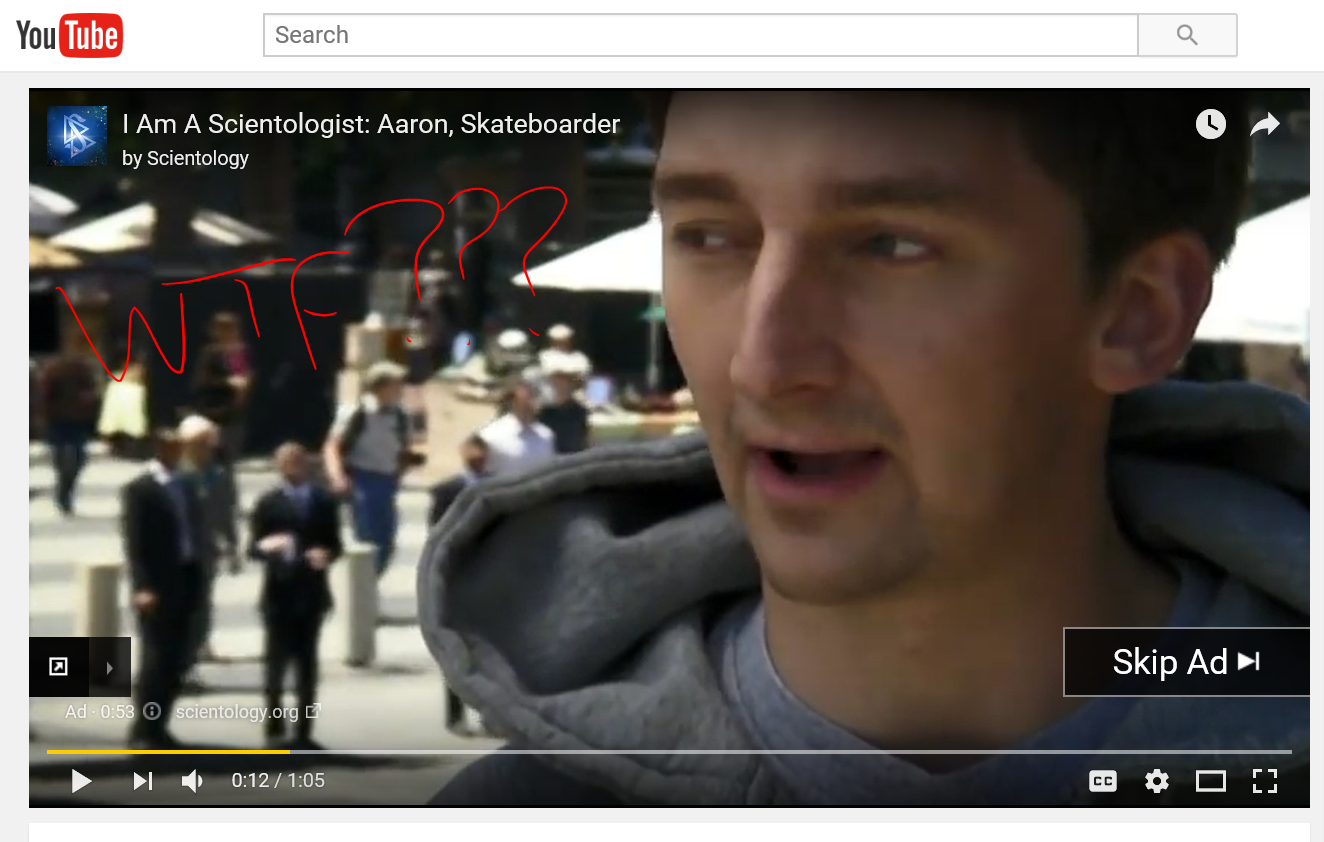 YouTube
Search
I Am A Scientologist: Aaron, Skateboarder
by Scientology
WTF???
Skip Ad
Ad · 0:53 scientology.org
0:12 / 1:05
CC